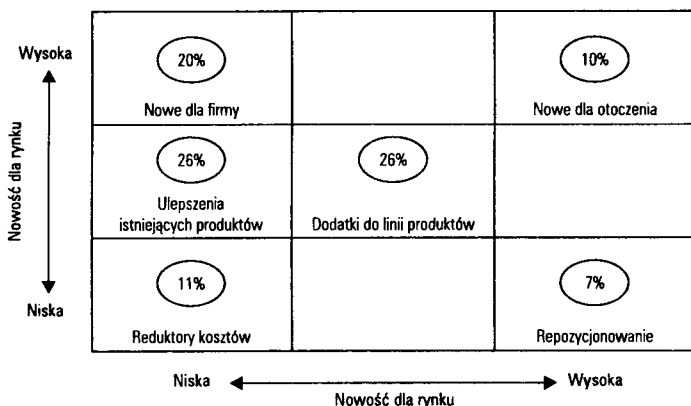 Wysoka
Nowość dla rynku
Niska
20%
Nowe dla firmy
10%
Nowe dla otoczenia
26%
Ulepszenia
istniejących produktów
26%
Dodatki do linii produktów
11%
Reduktory kosztów
7%
Repozycjonowanie
Niska
Wysoka
Nowość dla rynku